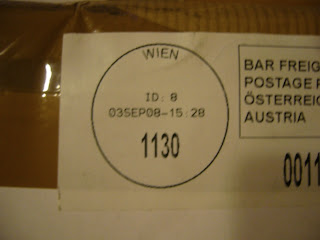 WIEN
ID: 8
03SEP08-15:28
1130
BAR FREIG
POSTAGE P
ÖSTERREIC
AUSTRIA
0011